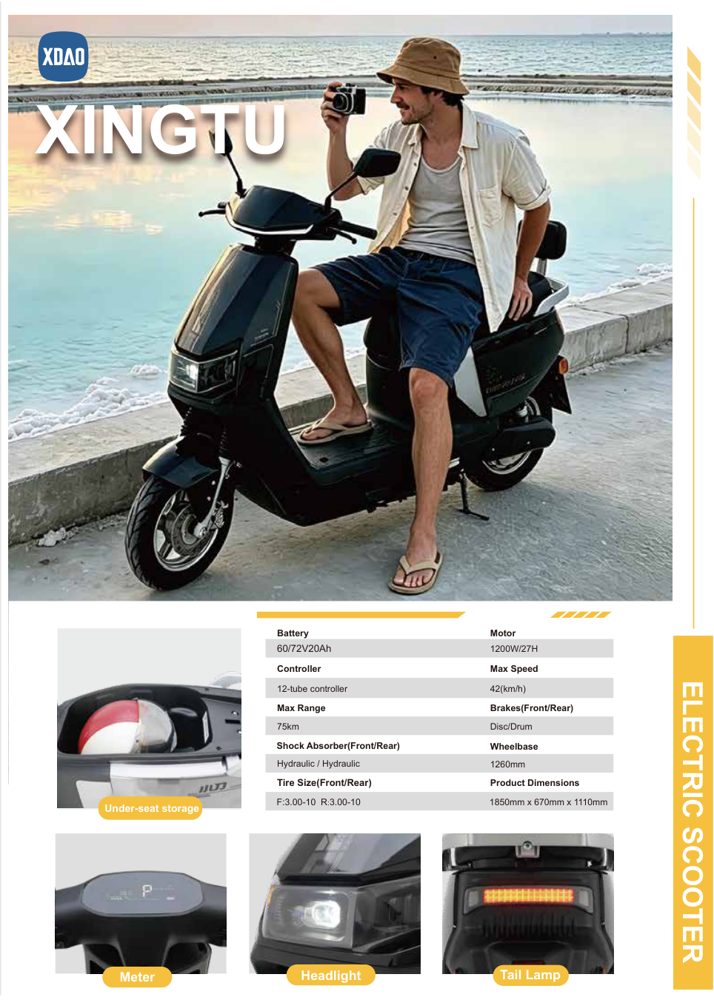 XDAO
XINGTU
Battery Motor
60/72V20Ah 1200W/27H
Controller Max Speed
12-tube controller 42(km/h)
Max Range Brakes(Front/Rear)
75km Disc/Drum
Shock Absorber(Front/Rear) Wheelbase
Hydraulic / Hydraulic 1260mm
Tire Size(Front/Rear) Product Dimensions
F:3.00-10 R:3.00-10 1850mm x 670mm x 1110mm
Under-seat storage
P
Meter
Headlight
Tail Lamp
ELECTRIC SCOOTER